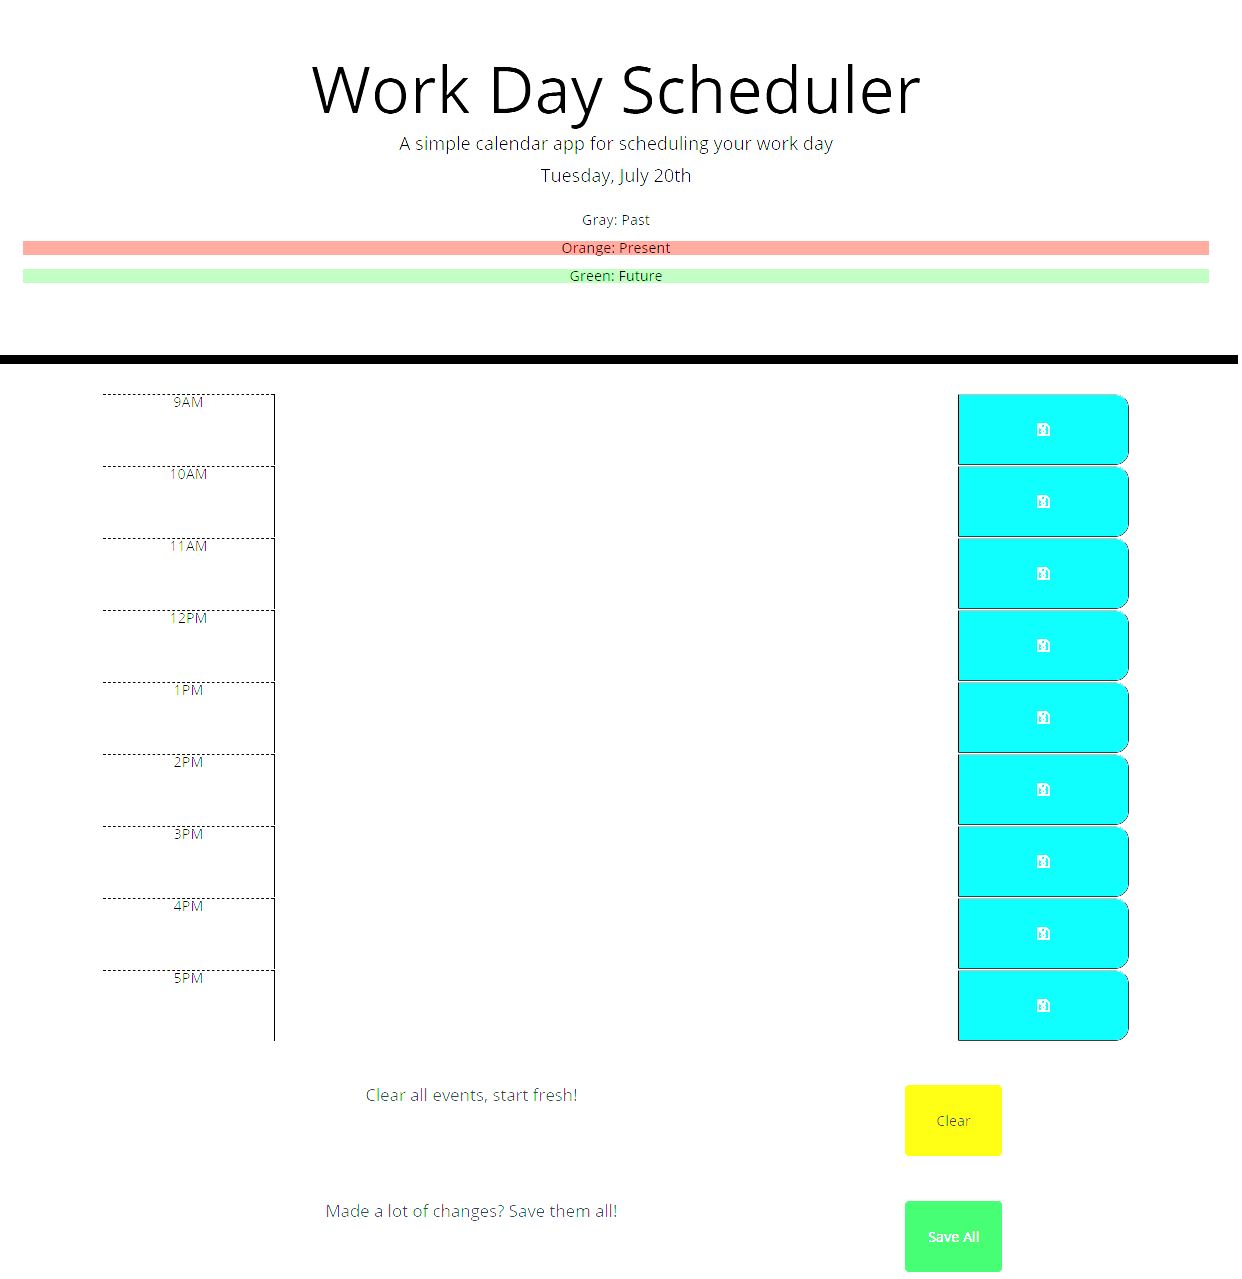 Work Day Scheduler
A simple calendar app for scheduling your work day
Tuesday, July 20th
Gray: Past
Orange: Present
Green: Future
9AM
10AM
11AM
12PM
1PM
2PM
3PM
4PM
5PM
Clear all events, start fresh!
Clear
Made a lot of changes? Save them all!
Save All